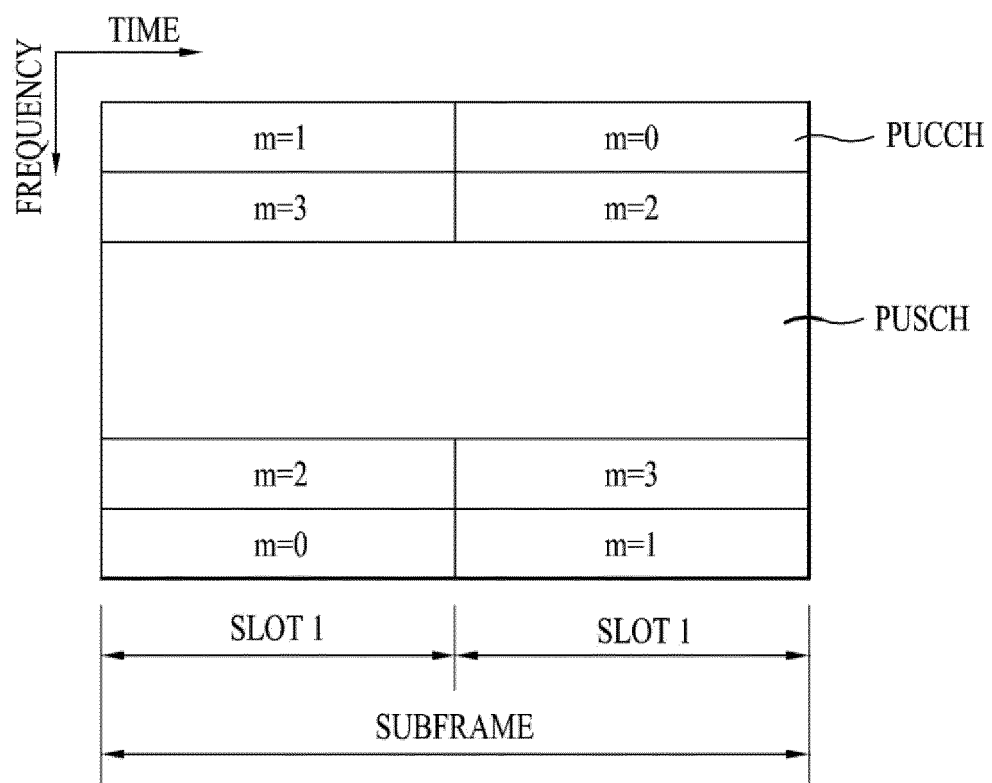 TIME
FREQUENCY
m=1 m=0 PUCCH
m=3 m=2
PUSCH
m=2 m=3
m=0 m=1
SLOT 1 SLOT 1
SUBFRAME